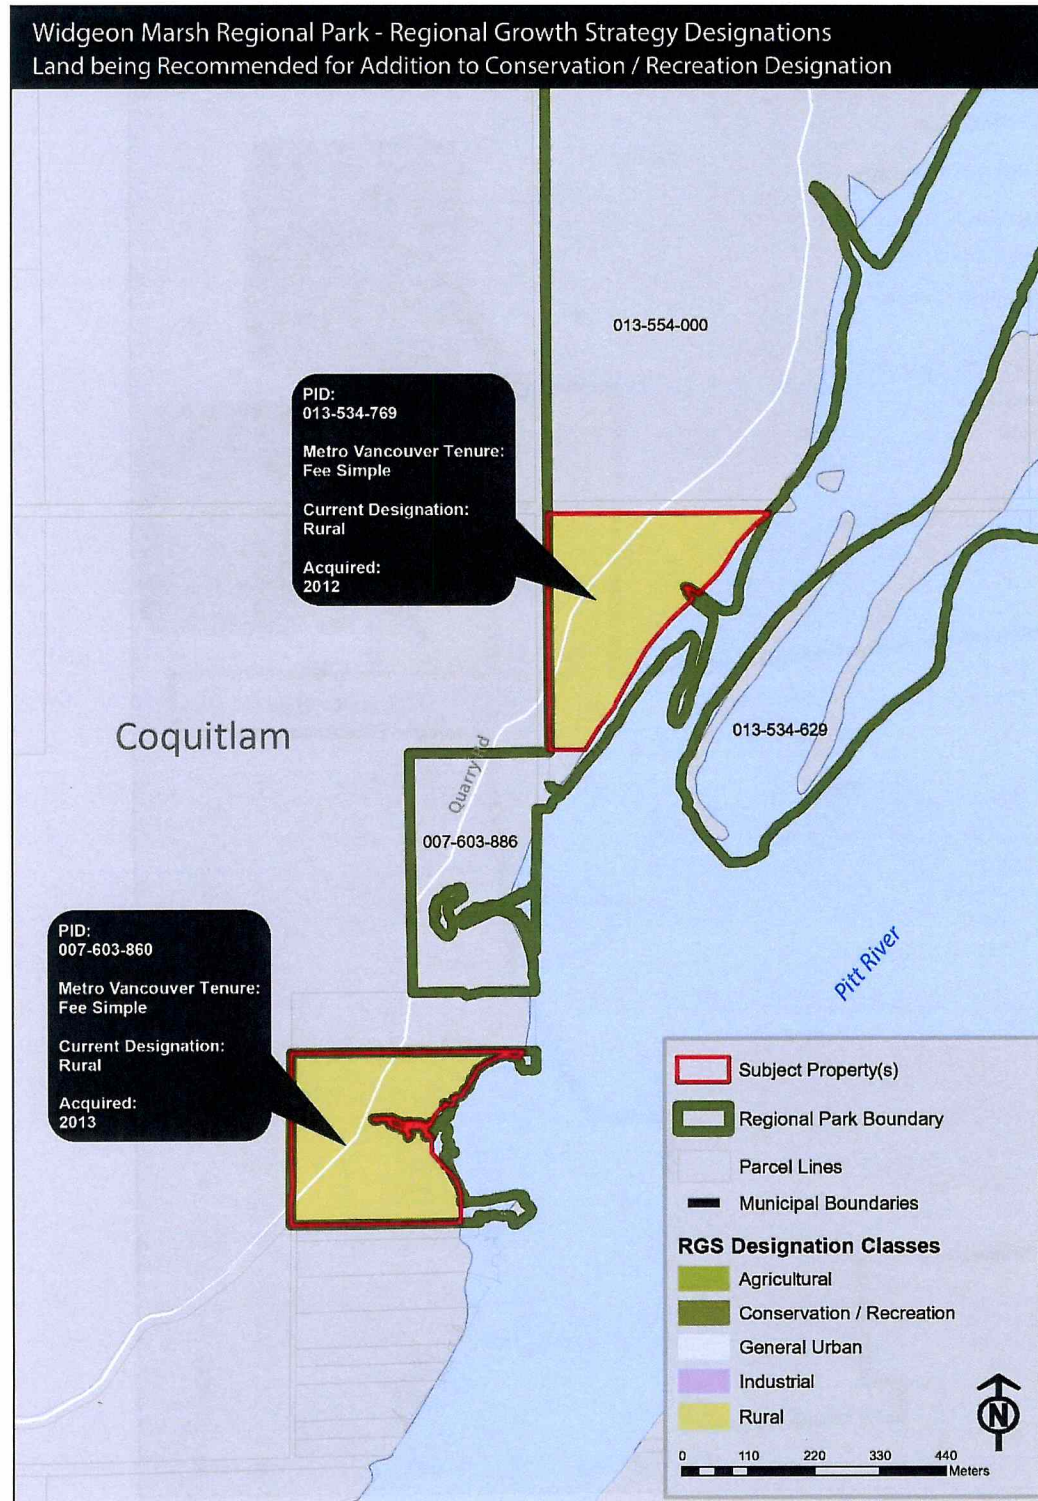 Widgeon Marsh Regional Park - Regional Growth Strategy Designations
Land being Recommended for Addition to Conservation / Recreation Designation
013-554-000
PID:
013-534-769
Metro Vancouver Tenure:
Fee Simple
Current Designation:
Rural
Acquired:
2012
Coquitlam
Quarry Rd
013-534-629
007-603-886
PID:
007-603-860
Metro Vancouver Tenure:
Fee Simple
Current Designation:
Rural
Acquired:
2013
Pitt River
Subject Property(s)
Regional Park Boundary
Parcel Lines
Municipal Boundaries
RGS Designation Classes
Agricultural
Conservation / Recreation
General Urban
Industrial
Rural
N
0 110 220 330 440
Meters